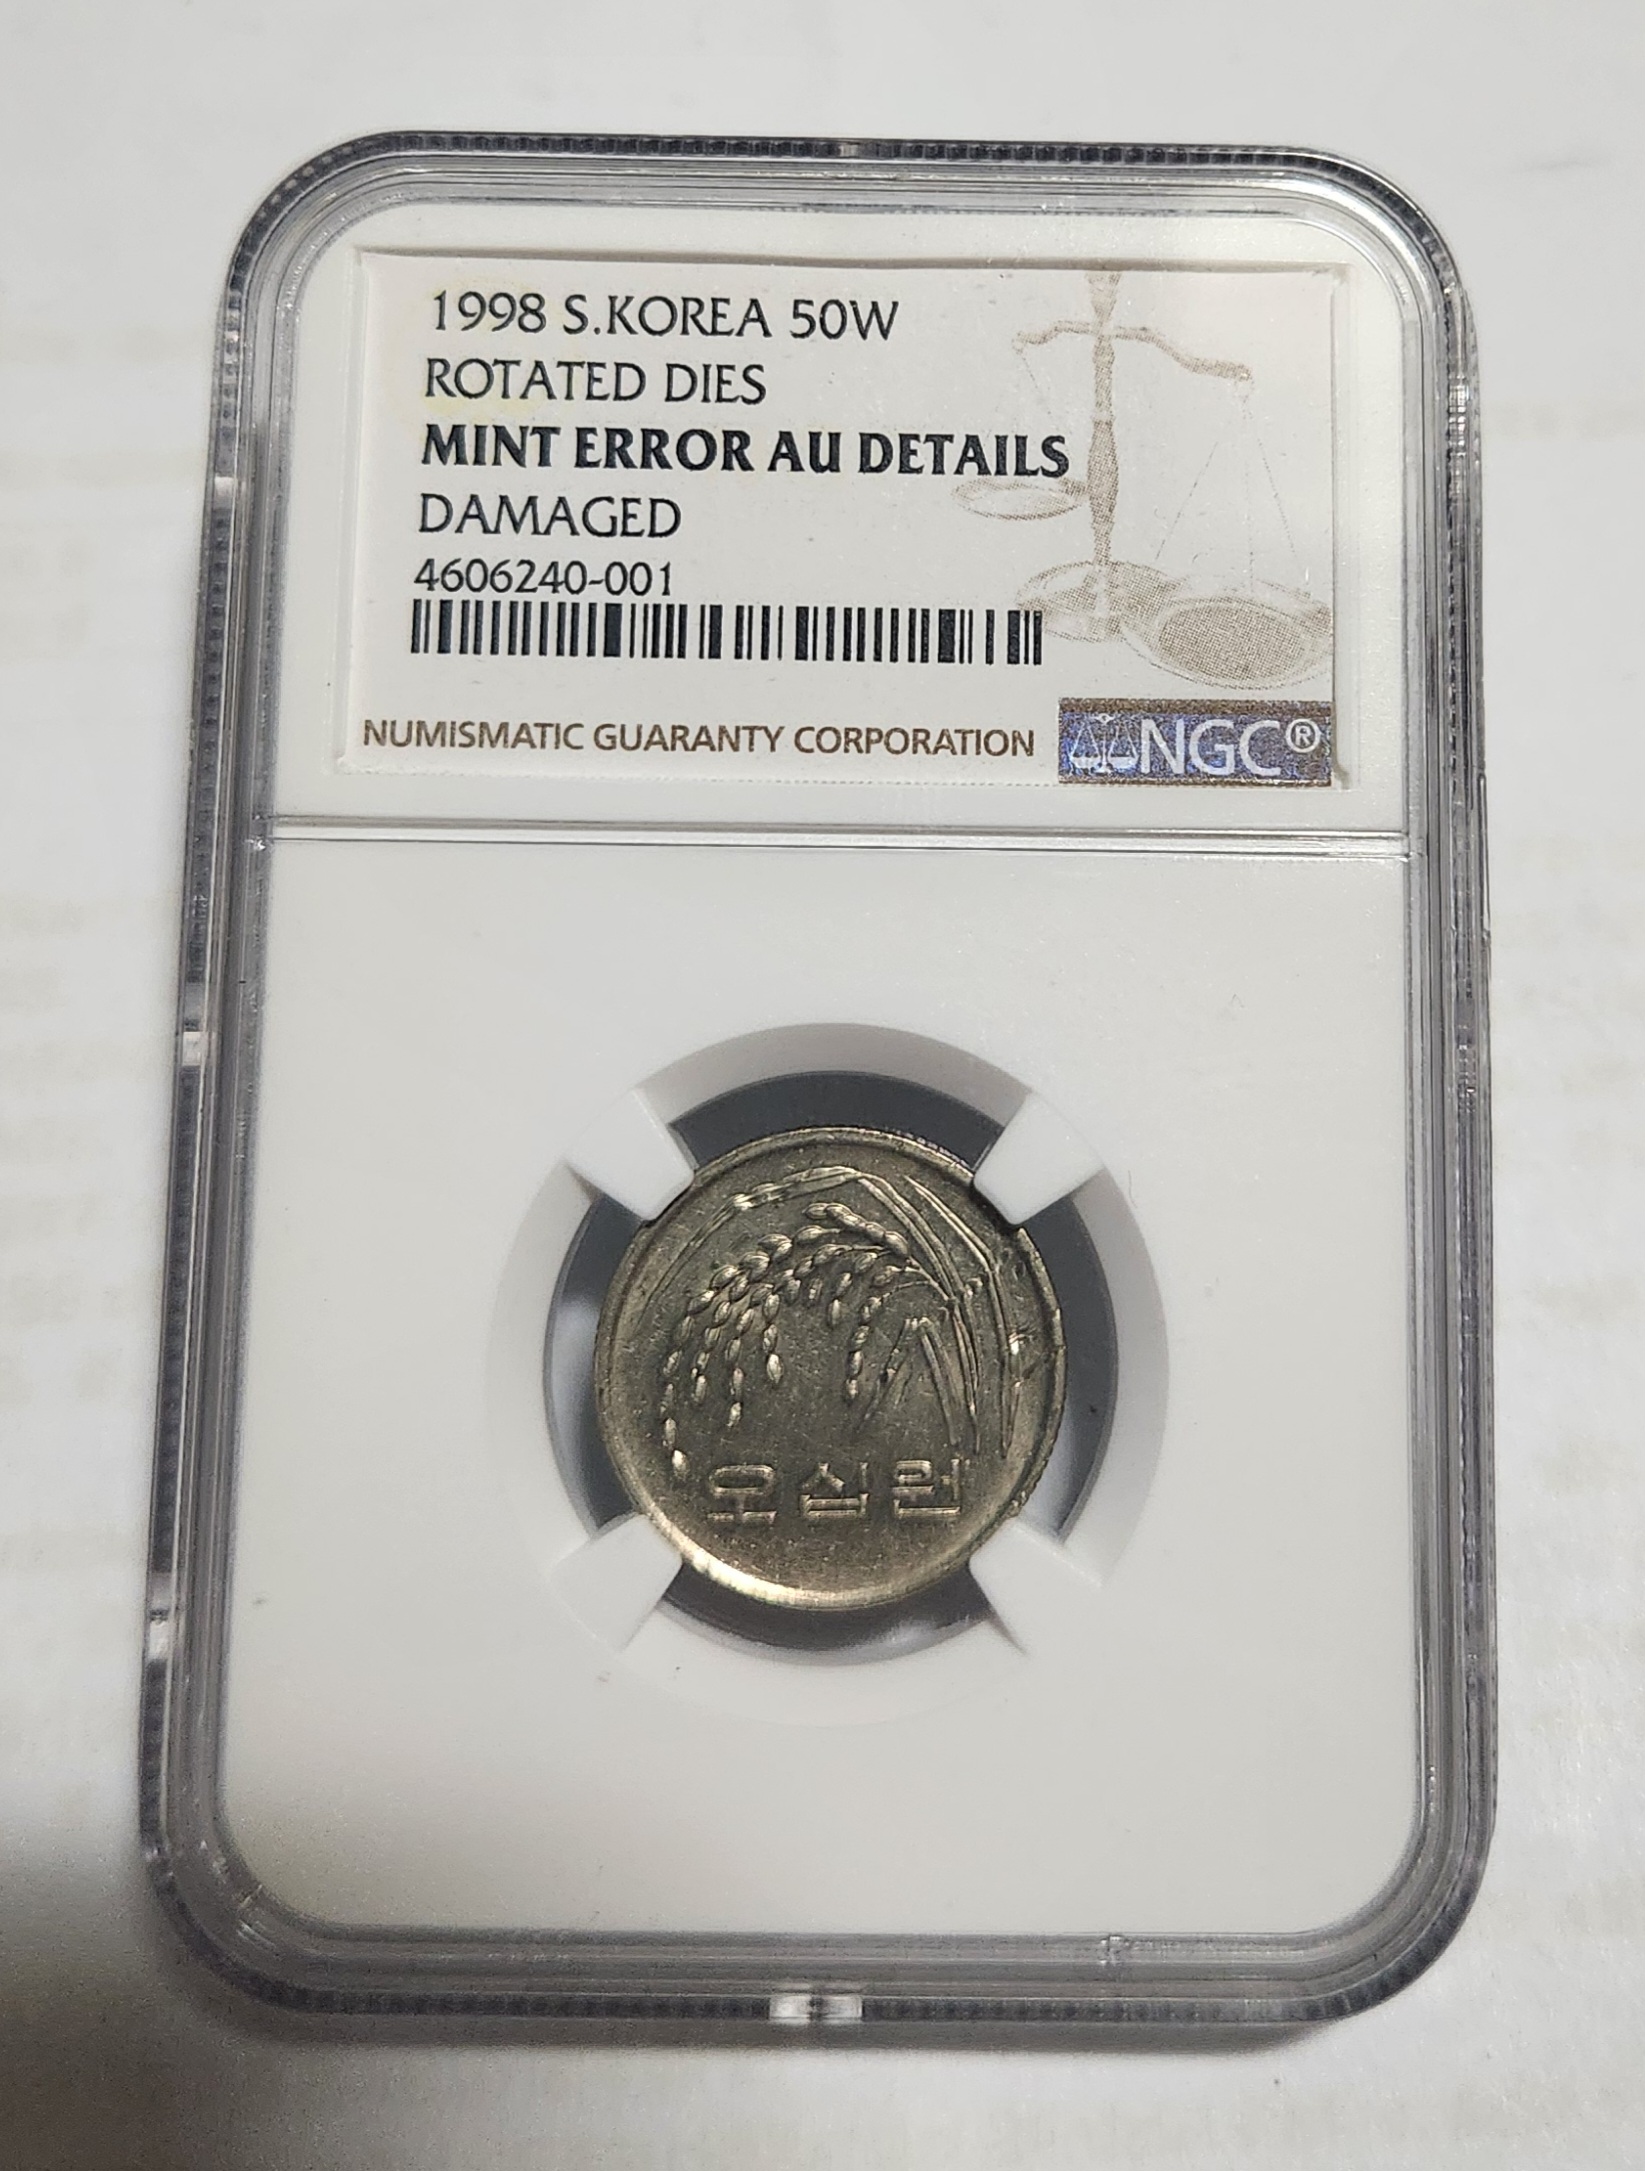 1998 S.KOREA 50W
ROTATED DIES
MINT ERROR AU DETAILS
DAMAGED
4606240-001
NUMISMATIC GUARANTY CORPORATION
NGC®
오십원